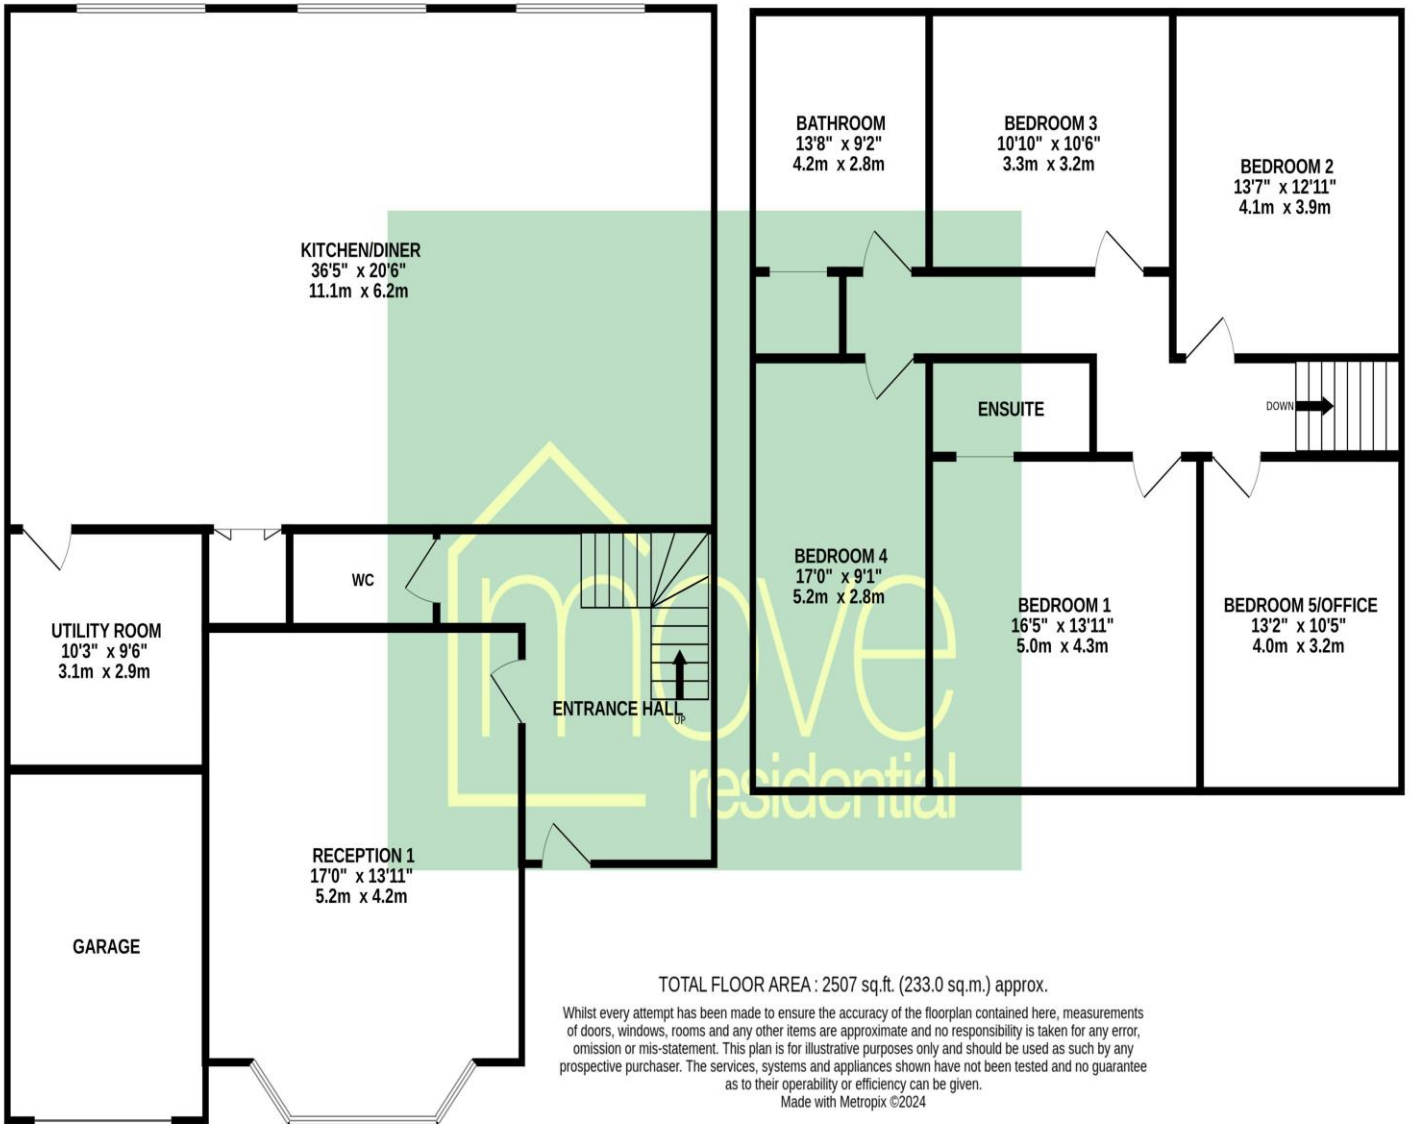 KITCHEN/DINER
36'5" x 20'6"
11.1m x 6.2m
WC
UTILITY ROOM
10'3" x 9'6"
3.1m x 2.9m
ENTRANCE HALL
UP
RECEPTION 1
17'0" x 13'11"
5.2m x 4.2m
GARAGE
BATHROOM
13'8" x 9'2"
4.2m x 2.8m
BEDROOM 3
10'10" x 10'6"
3.3m x 3.2m
BEDROOM 2
13'7" x 12'11"
4.1m x 3.9m
ENSUITE
DOWN
BEDROOM 4
17'0" x 9'1"
5.2m x 2.8m
BEDROOM 1
16'5" x 13'11"
5.0m x 4.3m
BEDROOM 5/OFFICE
13'2" x 10'5"
4.0m x 3.2m
move
residential
TOTAL FLOOR AREA : 2507 sq.ft. (233.0 sq.m.) approx.
Whilst every attempt has been made to ensure the accuracy of the floorplan contained here, measurements
of doors, windows, rooms and any other items are approximate and no responsibility is taken for any error,
omission or mis-statement. This plan is for illustrative purposes only and should be used as such by any
prospective purchaser. The services, systems and appliances shown have not been tested and no guarantee
as to their operability or efficiency can be given.
Made with Metropix ©2024